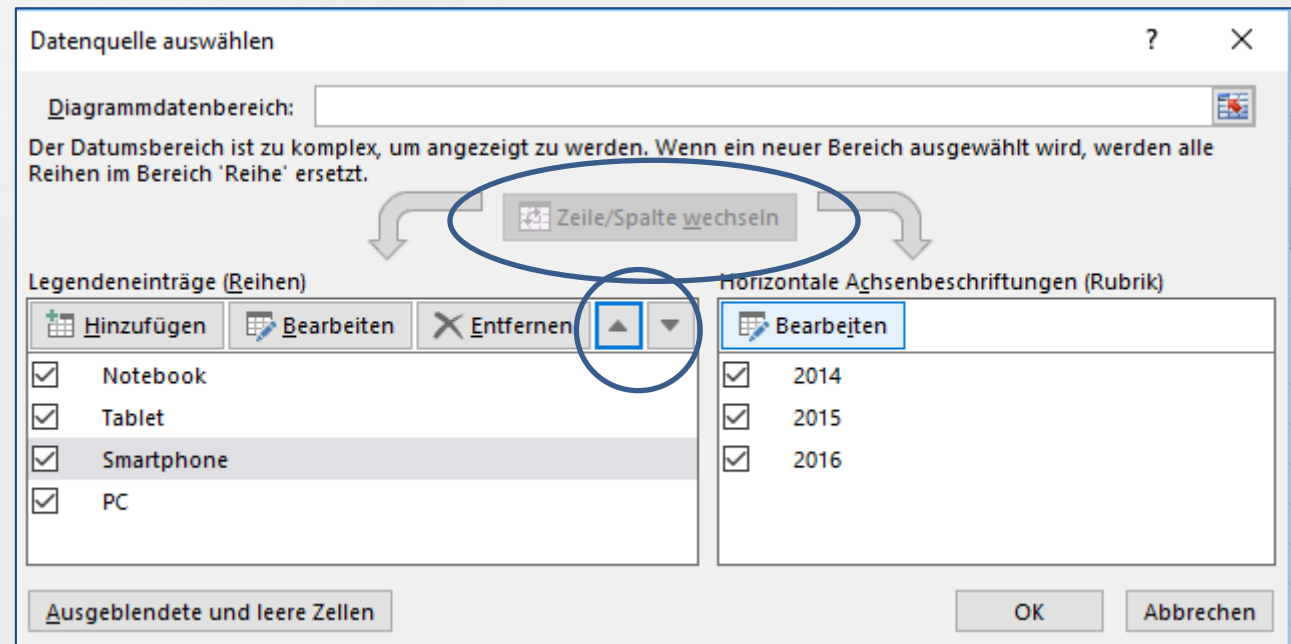 Datenquelle auswählen ?
Diagrammdatenbereich:
Der Datumsbereich ist zu komplex, um angezeigt zu werden. Wenn ein neuer Bereich ausgewählt wird, werden alle
Reihen im Bereich 'Reihe' ersetzt.
Zeile/Spalte wechseln
Legendeneinträge (Reihen)
Hinzufügen Bearbeiten Entfernen
Notebook
Tablet
Smartphone
PC
Horizontale Achsenbeschriftungen (Rubrik)
Bearbeiten
2014
2015
2016
Ausgeblendete und leere Zellen
OK Abbrechen